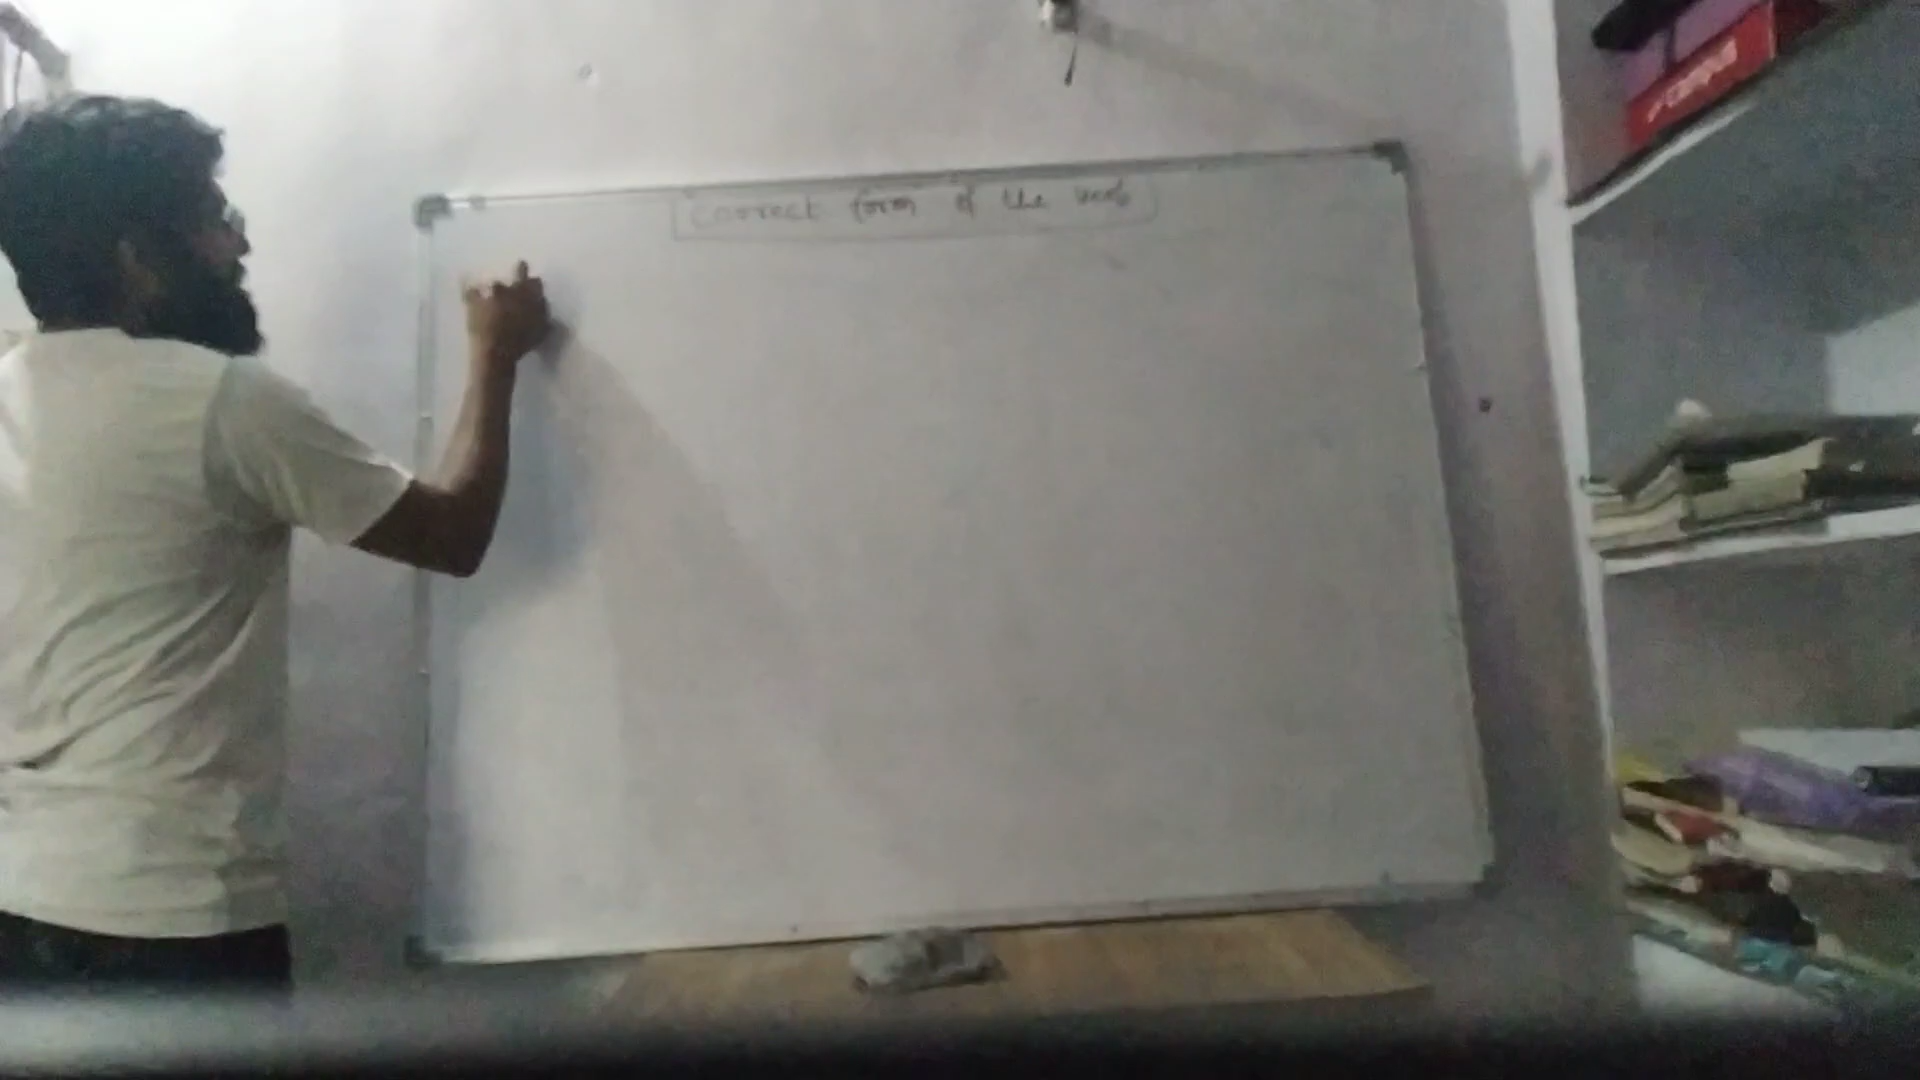 Correct form of the verb